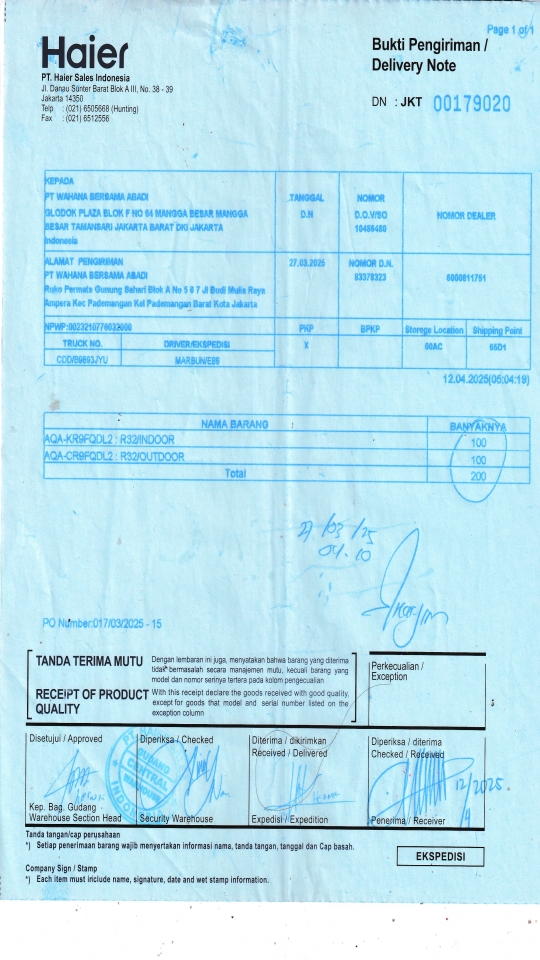 Page 1 of 1
Haier
Bukti Pengiriman /
Delivery Note
PT. Haier Sales Indonesia
Jl. Danau Sunter Barat Blok A III, No. 38 - 39
Jakarta 14350
Telp : (021) 6505668 (Hunting)
Fax : (021) 6512556
DN : JKT 00179020
KEPADA
PT WAHANA BERSAMA ABADI
GLODOK PLAZA BLOK F NO 64 MANGGA BESAR MANGGA
BESAR TAMANSARI JAKARTA BARAT DKI JAKARTA
Indonesia
TANGGAL
D.N
NOMOR
D.O.V/SO
NOMOR DEALER
ALAMAT PENGIRIMAN
PT WAHANA BERSAMA ABADI
Ruko Permata Gunung Sahari Blok A No 5 6 7 Jl Budi Mulia Raya
Ampera Kec Pademangan Kel Pademangan Barat Kota Jakarta
27.03.2025
NOMOR D.N.
83378323
NPWP:
PKP
BPKP
Storege Location
Shipping Point
TRUCK NO.
DRIVER/EKSPEDISI
X
00AC
65D1
12.04.2025(05:04:19)
NAMA BARANG
BANYAKNYA
AQA-KR9FQDL2 : R32/INDOOR
100
AQA-CR9FQDL2 : R32/OUTDOOR
100
Total
200
27/03/25
04.10
PO Number:017/03/2025 - 15
TANDA TERIMA MUTU
Dengan lembaran ini juga, menyatakan bahwa barang yang diterima
tidak bermasalah secara manajemen mutu, kecuali barang yang
model dan nomor serinya tertera pada kolom pengecualian
RECEIPT OF PRODUCT
QUALITY
With this receipt declare the goods received with good quality,
except for goods that model and serial number listed on the
exception column
Perkecualian /
Exception
Disetujui / Approved
Diperiksa / Checked
Diterima / dikirimkan
Received / Delivered
Diperiksa / diterima
Checked / Received
CENTRAL
12/2025
4
Kep. Bag. Gudang
Warehouse Section Head
Security Warehouse
Expedisi / Expedition
Penerima / Receiver
Tanda tangan/cap perusahaan
*) Setiap penerimaan barang wajib menyertakan informasi nama, tanda tangan, tanggal dan Cap basah.
EKSPEDISI
Company Sign / Stamp
*) Each item must include name, signature, date and wet stamp information.